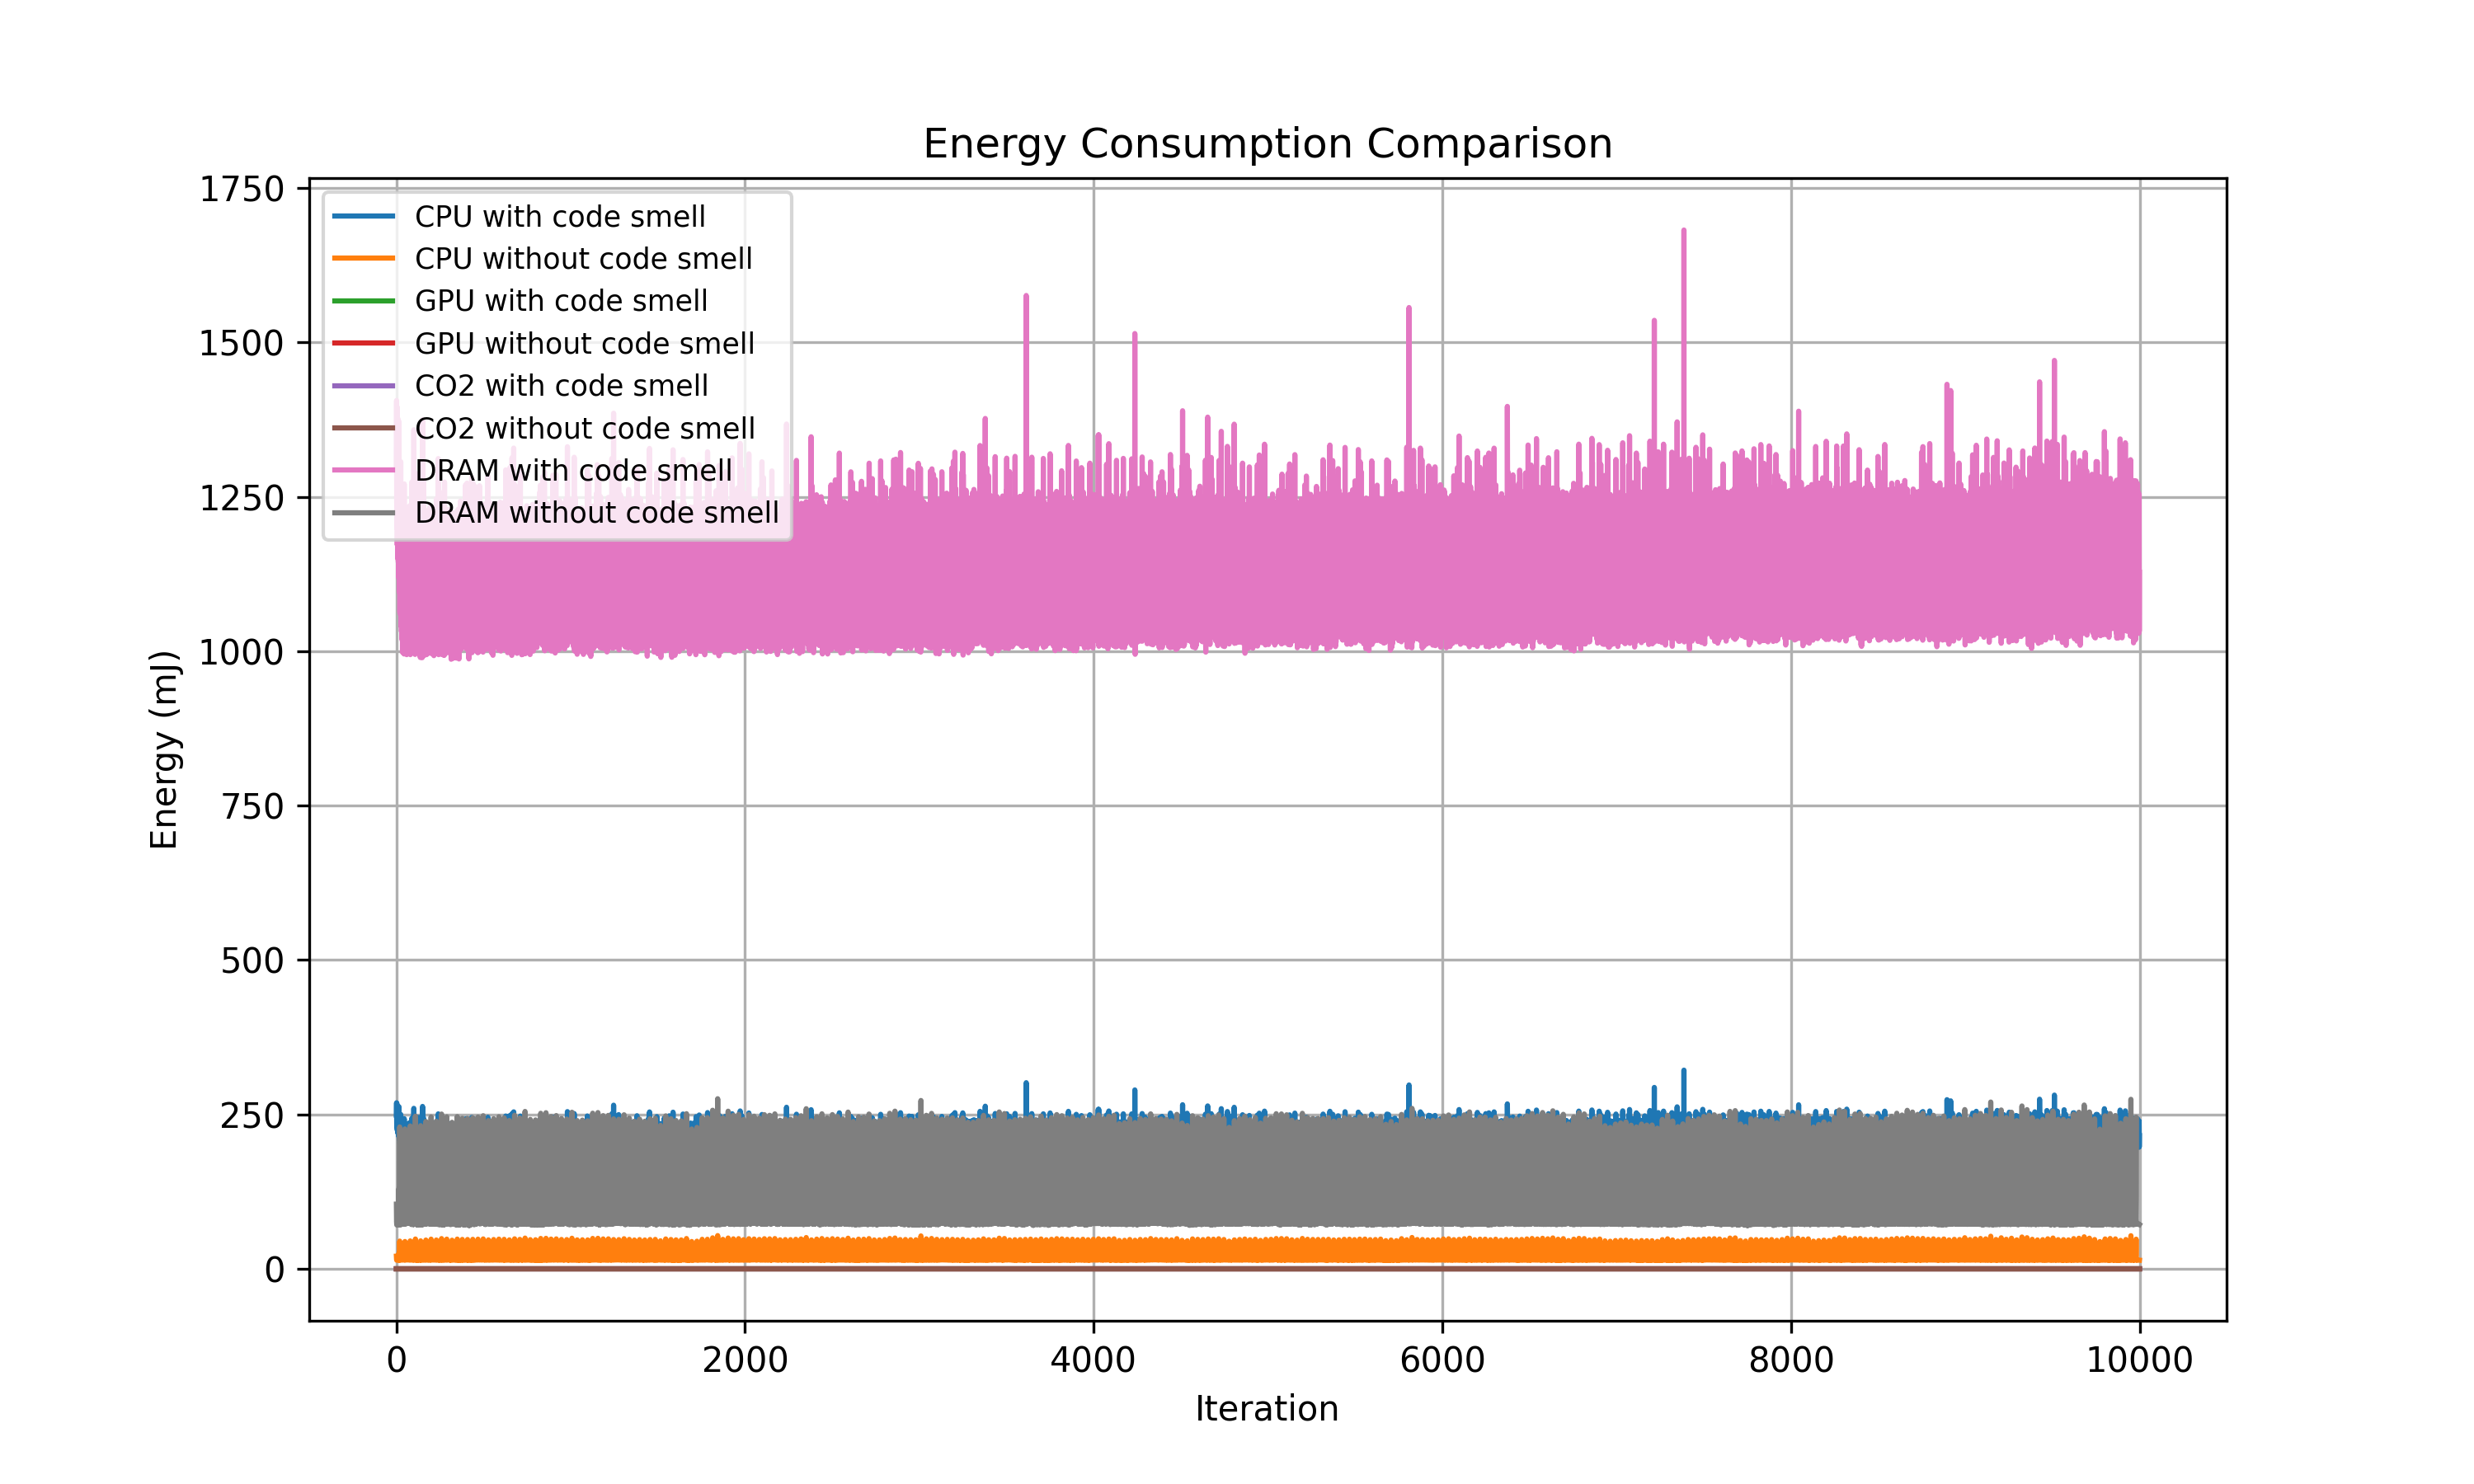 Energy Consumption Comparison
1750
1500
1250
1000
750
500
250
0
Energy (mJ)
CPU with code smell
CPU without code smell
GPU with code smell
GPU without code smell
CO2 with code smell
CO2 without code smell
DRAM with code smell
DRAM without code smell
0 2000 4000 6000 8000 10000
Iteration